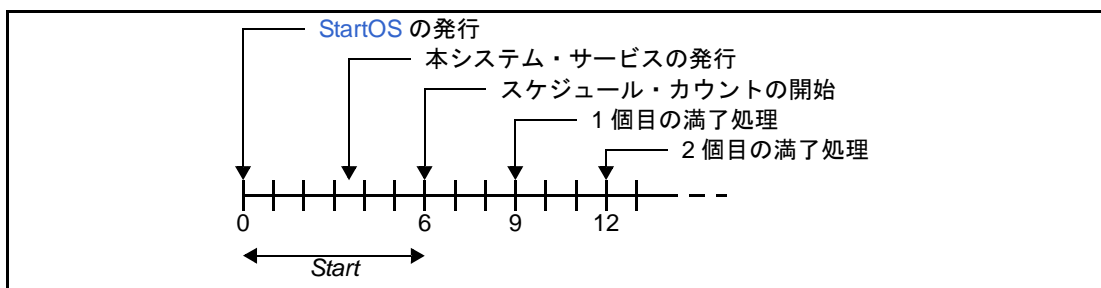 StartOS の発行
本システム・サービスの発行
スケジュール・カウントの開始
1 個目の満了処理
2 個目の満了処理
0 6 9 12
Start